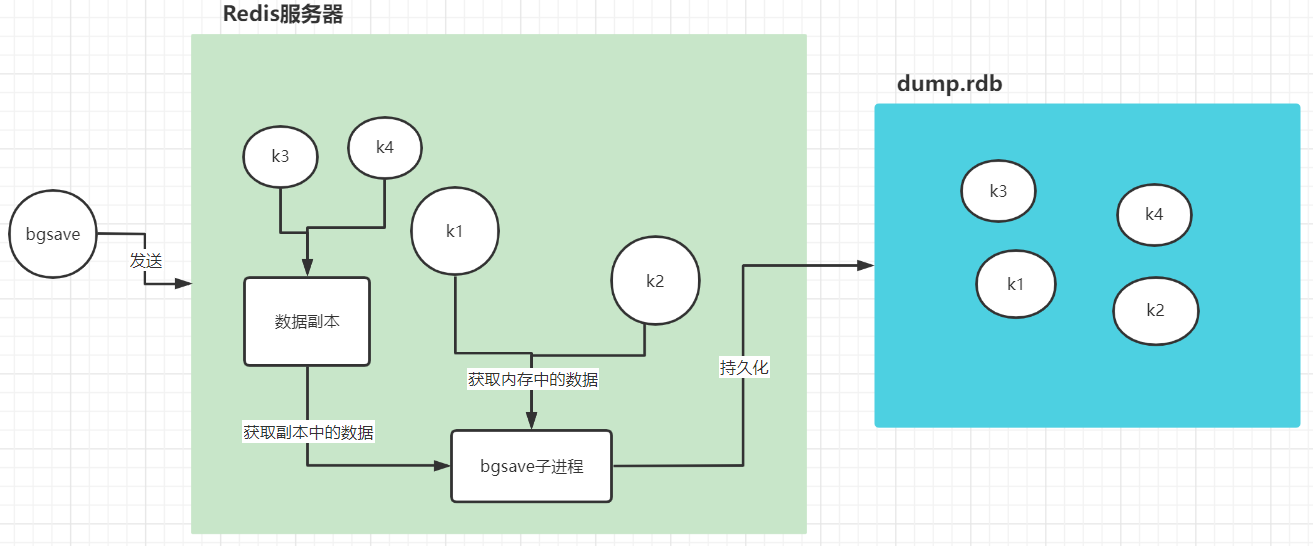 Redis服务器
dump.rdb
k3
k4
k1
k2
bgsave
发送
数据副本
获取内存中的数据
获取副本中的数据
bgsave子进程
持久化
k3
k4
k1
k2